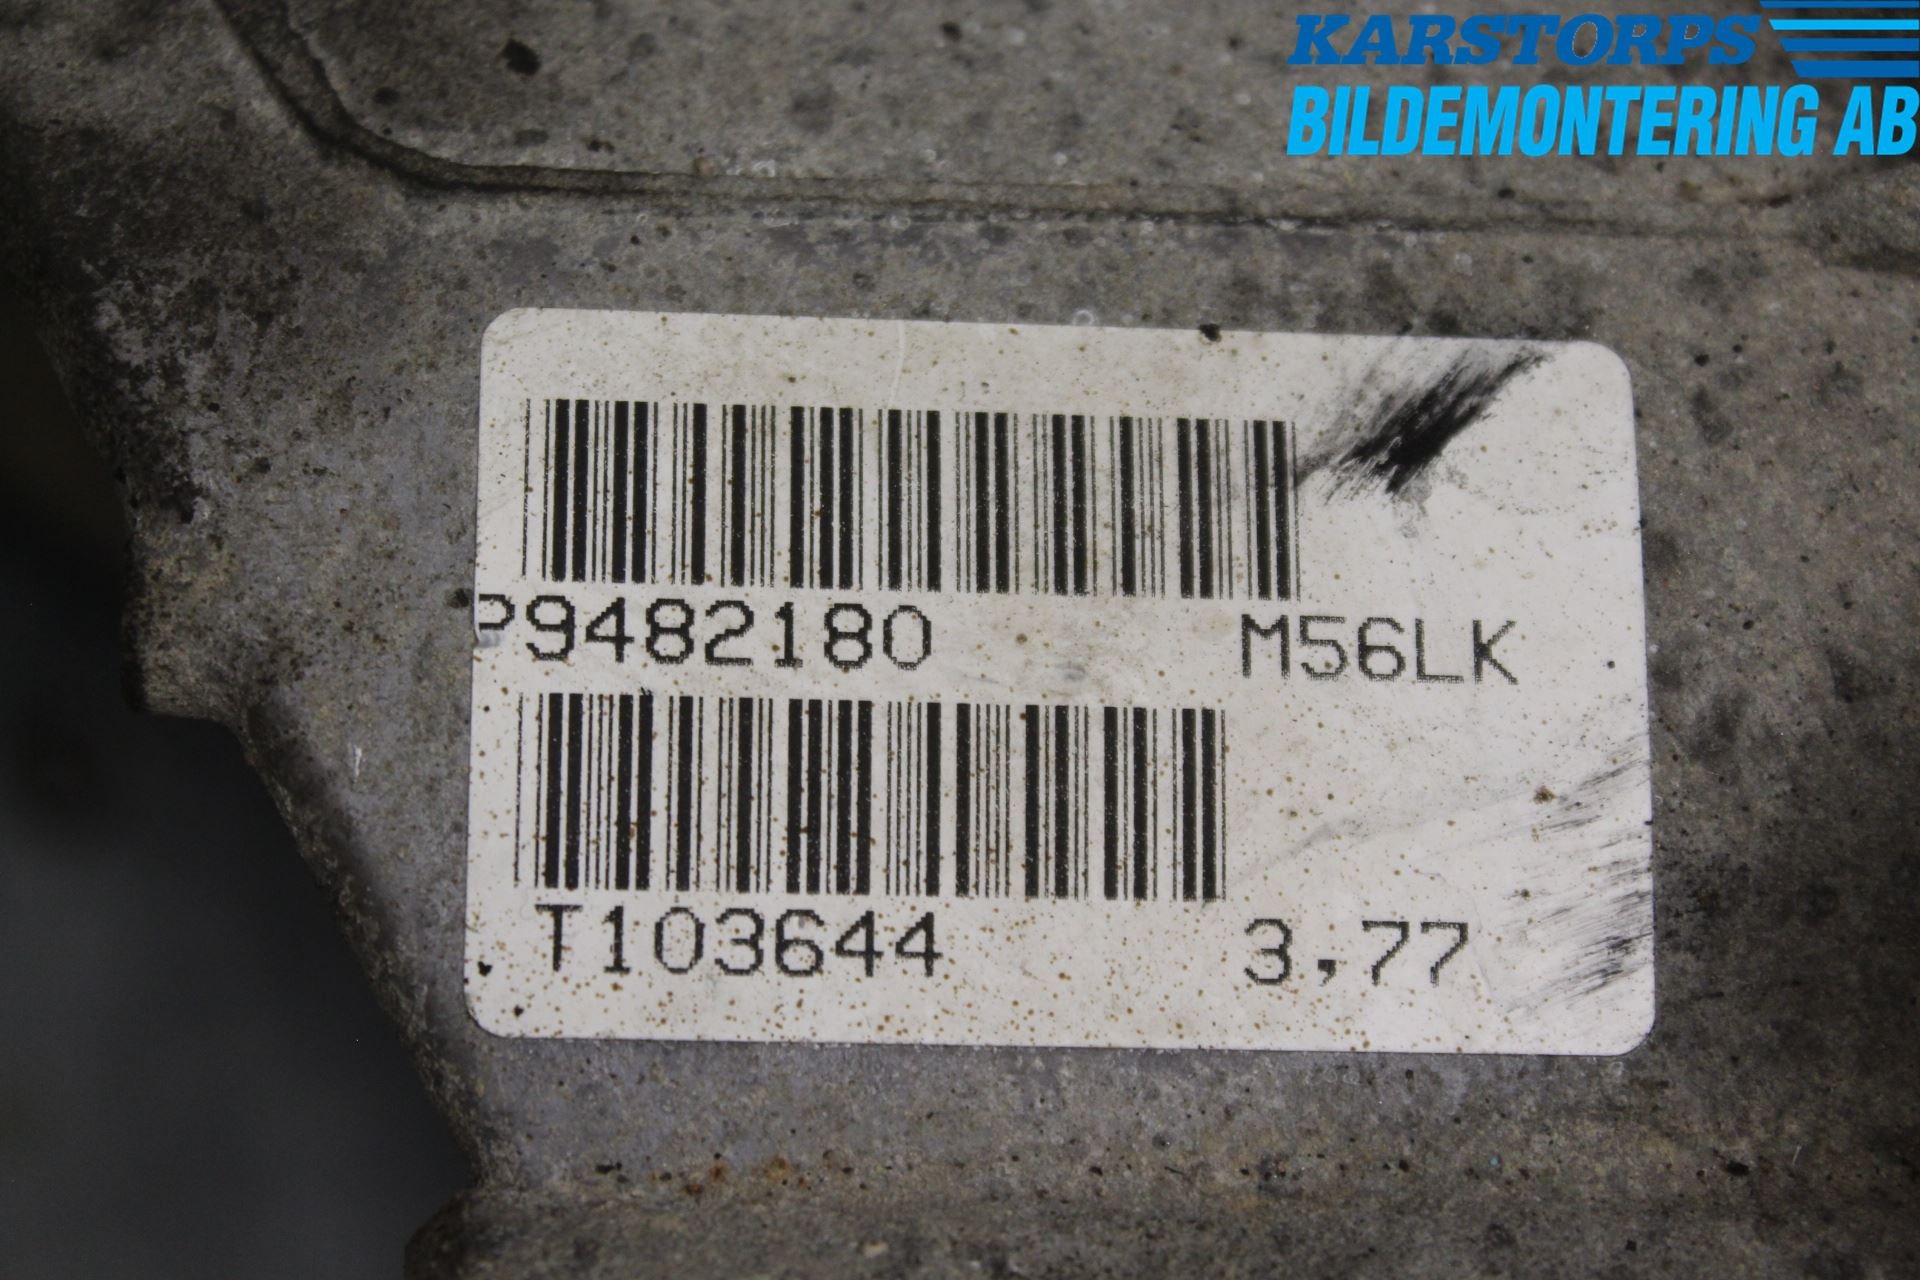 KARSTORPS
BILDEMONTERING AB
P9482180 M56LK
T103644 3,77